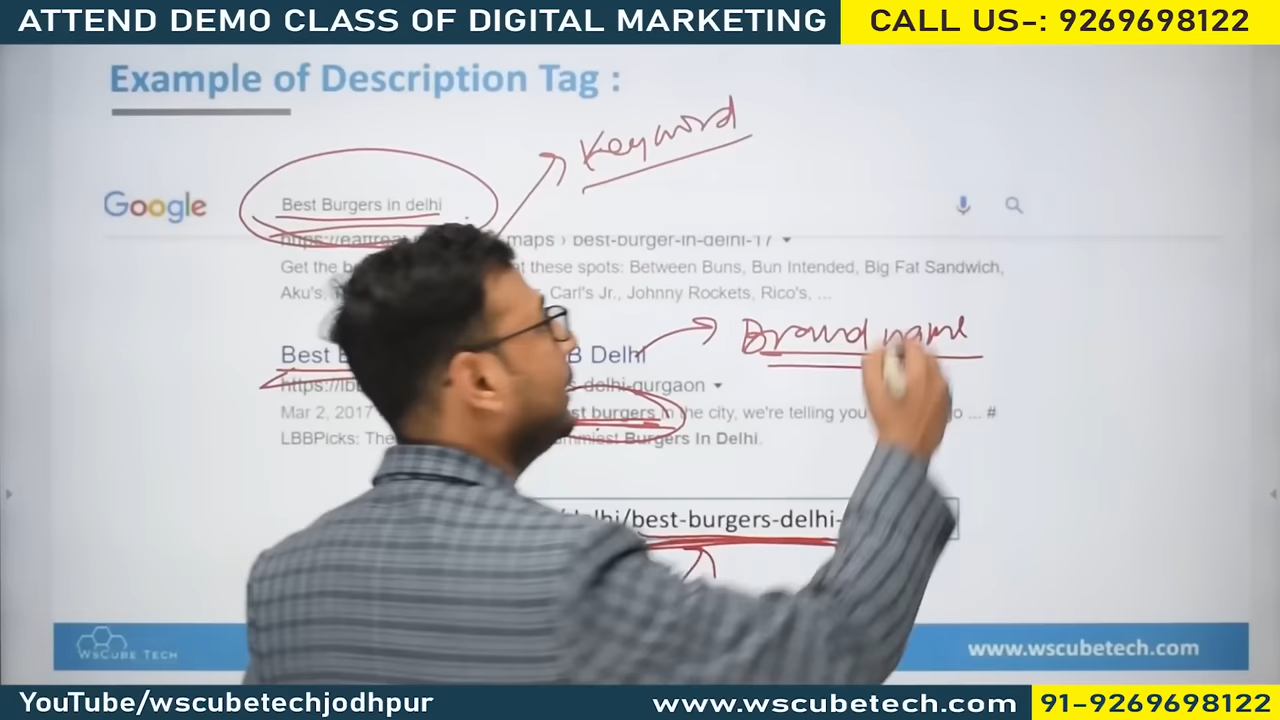 ATTEND DEMO CLASS OF DIGITAL MARKETING
CALL US-: 9269698122
Example of Description Tag :
Keyword
Google
Best Burgers in delhi
maps › best-burger-in-delhi-17
Get the these spots: Between Buns, Bun Intended, Big Fat Sandwich,
Aku's, Carl's Jr., Johnny Rockets, Rico's, ...
Brand name
Best B Delhi
delhi-gurgaon
Mar 2, 2017 burgers in the city, we're telling you ... #
LBBPicks: The Burgers In Delhi.
/best-burgers-delhi-
WsCube Tech
www.wscubetech.com
YouTube/wscubetechjodhpur
www.wscubetech.com
91-9269698122